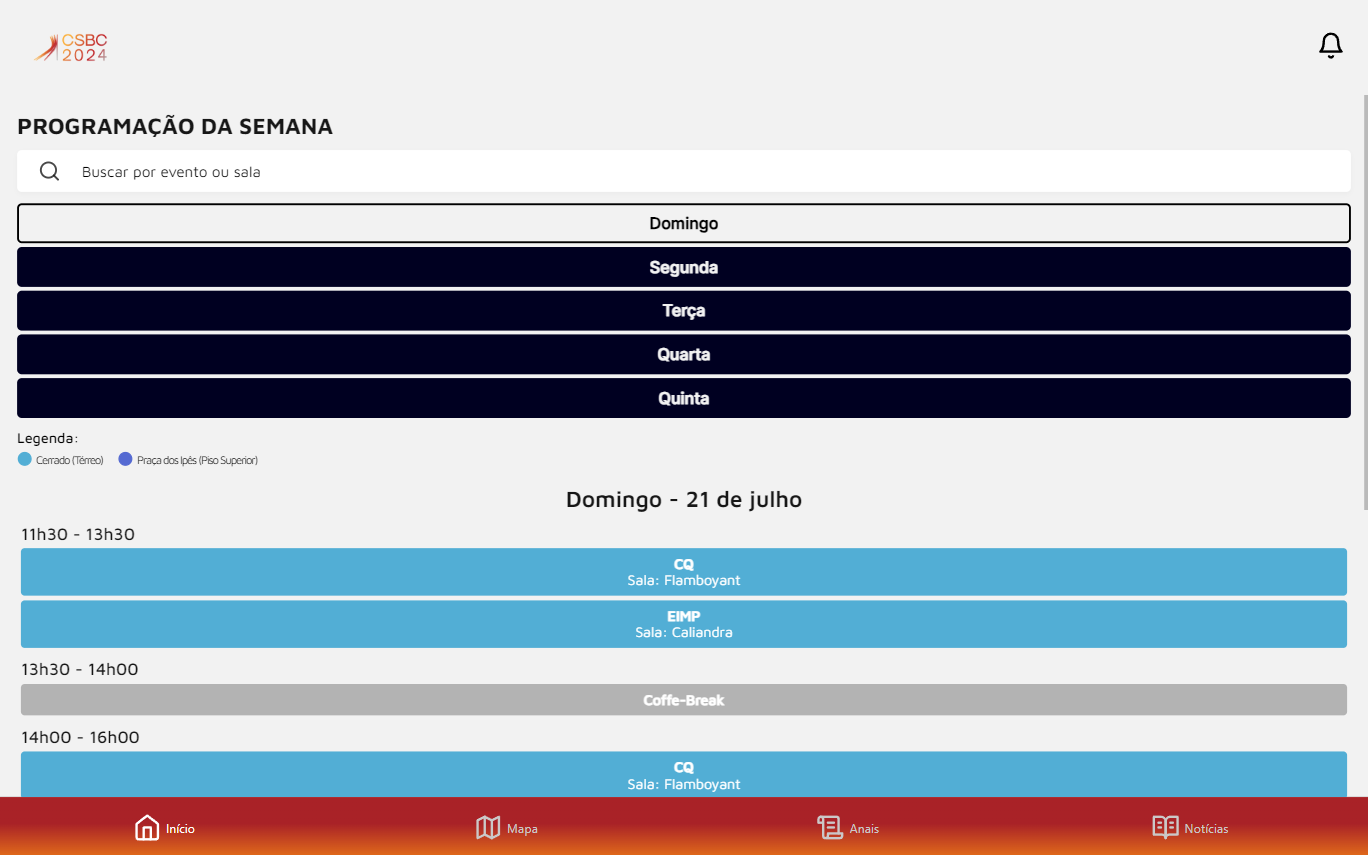 CSBC
2024
PROGRAMAÇÃO DA SEMANA
Buscar por evento ou sala
Domingo
Segunda
Terça
Quarta
Quinta
Legenda:
Cerrado (Térreo) Praça dos Ipês (Piso Superior)
Domingo - 21 de julho
11h30 - 13h30
CQ
Sala: Flamboyant
EIMP
Sala: Caliandra
13h30 - 14h00
Coffe-Break
14h00 - 16h00
CQ
Sala: Flamboyant
Início Mapa Anais Notícias